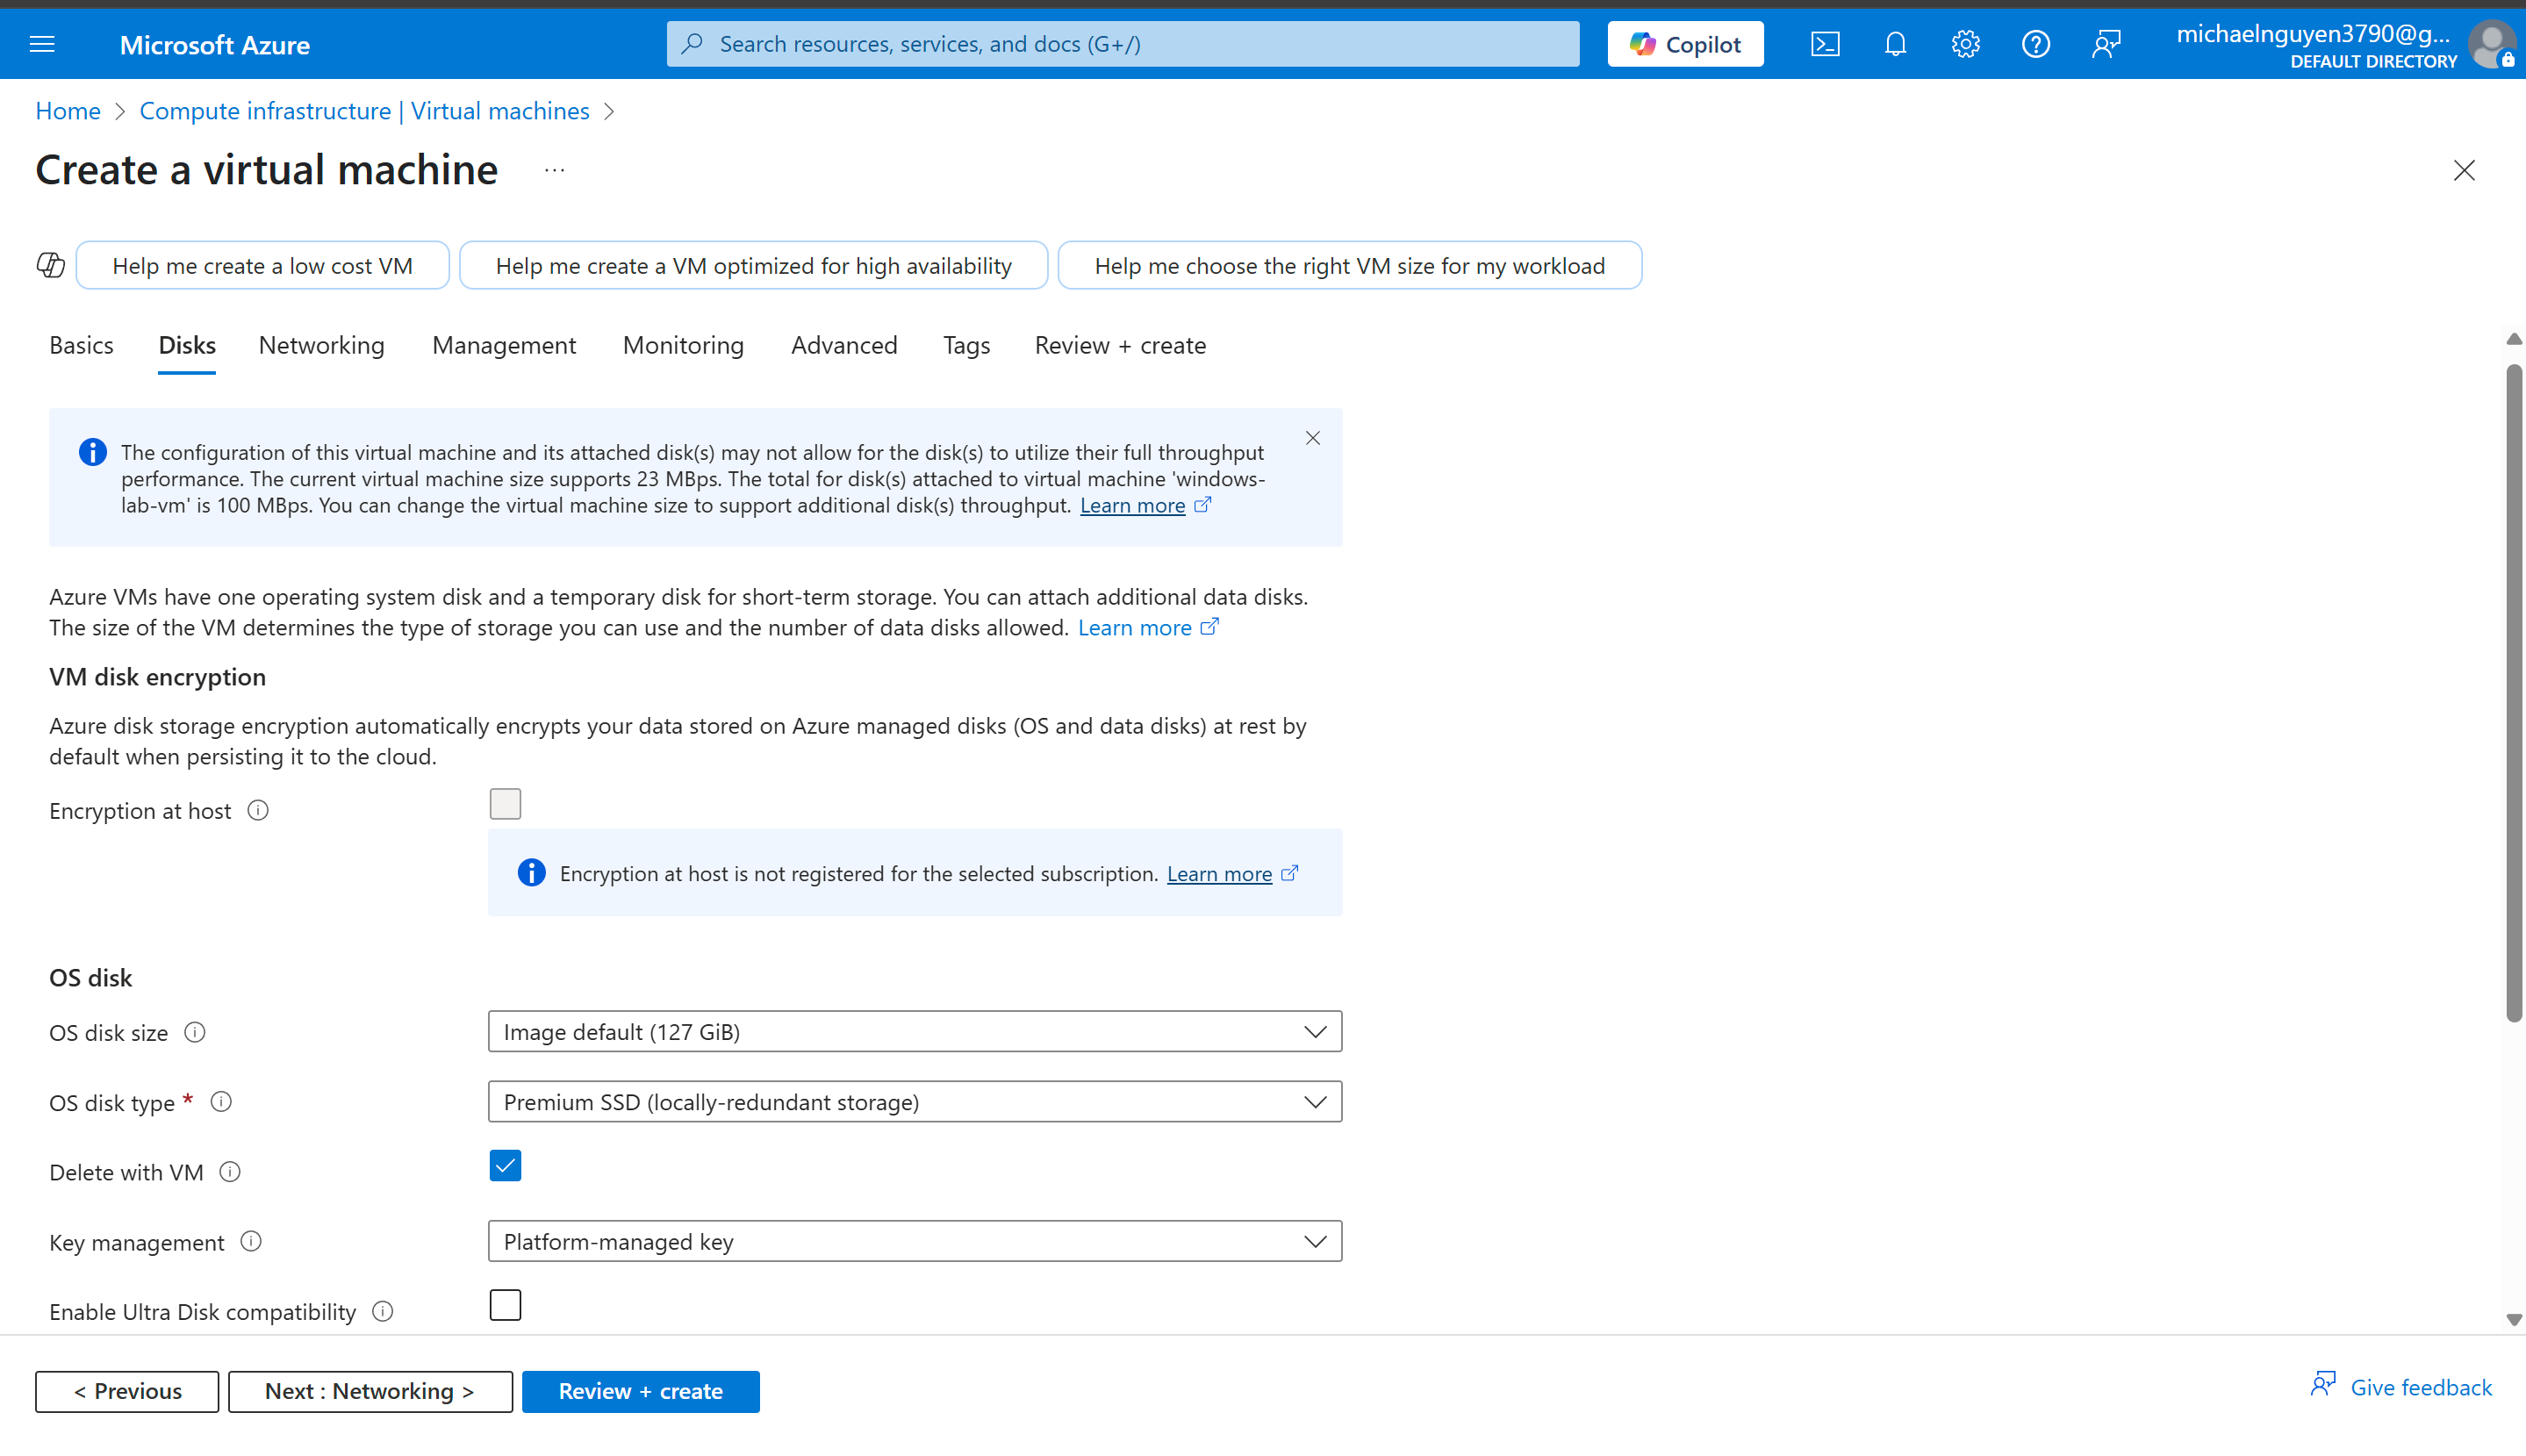 Microsoft Azure
Search resources, services, and docs (G+/)
Copilot
michaelnguyen3790@g...
DEFAULT DIRECTORY
Home > Compute infrastructure | Virtual machines >
Create a virtual machine ...
Help me create a low cost VM
Help me create a VM optimized for high availability
Help me choose the right VM size for my workload
Basics Disks Networking Management Monitoring Advanced Tags Review + create
The configuration of this virtual machine and its attached disk(s) may not allow for the disk(s) to utilize their full throughput
performance. The current virtual machine size supports 23 MBps. The total for disk(s) attached to virtual machine 'windows-
lab-vm' is 100 MBps. You can change the virtual machine size to support additional disk(s) throughput. Learn more
Azure VMs have one operating system disk and a temporary disk for short-term storage. You can attach additional data disks.
The size of the VM determines the type of storage you can use and the number of data disks allowed. Learn more
VM disk encryption
Azure disk storage encryption automatically encrypts your data stored on Azure managed disks (OS and data disks) at rest by
default when persisting it to the cloud.
Encryption at host
Encryption at host is not registered for the selected subscription. Learn more
OS disk
OS disk size
Image default (127 GiB)
OS disk type *
Premium SSD (locally-redundant storage)
Delete with VM
Key management
Platform-managed key
Enable Ultra Disk compatibility
< Previous
Next : Networking >
Review + create
Give feedback